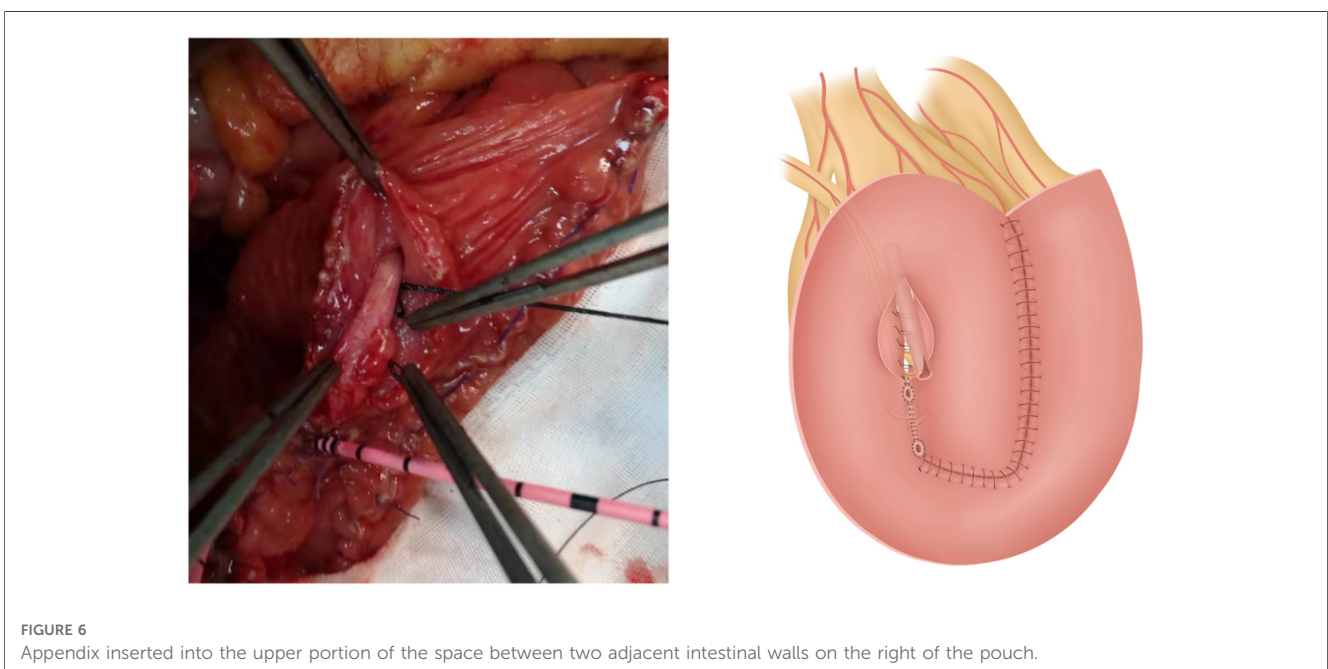 FIGURE 6
Appendix inserted into the upper portion of the space between two adjacent intestinal walls on the right of the pouch.